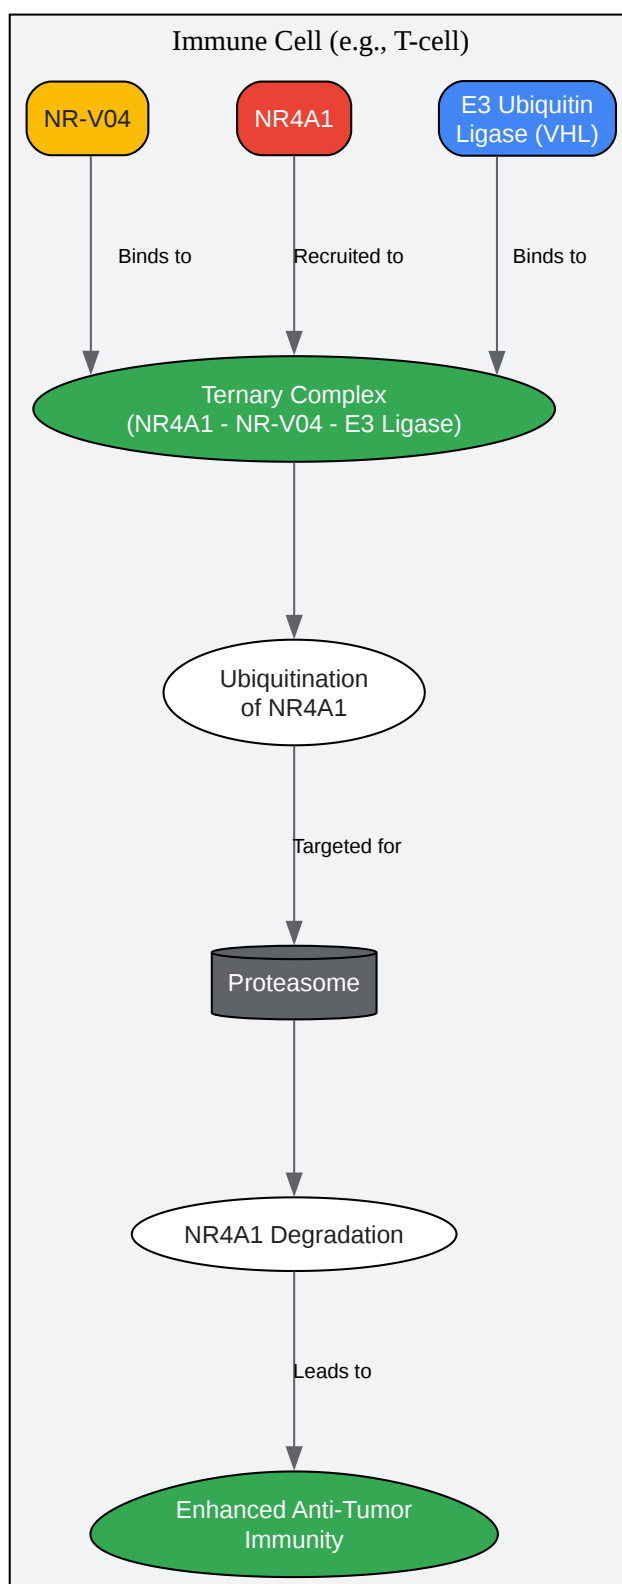 Immune Cell (e.g., T-cell)
NR-V04
NR4A1
E3 Ubiquitin
Ligase (VHL)
Binds to
Recruited to
Binds to
Ternary Complex
(NR4A1 - NR-V04 - E3 Ligase)
Ubiquitination
of NR4A1
Targeted for
Proteasome
NR4A1 Degradation
Leads to
Enhanced Anti-Tumor
Immunity